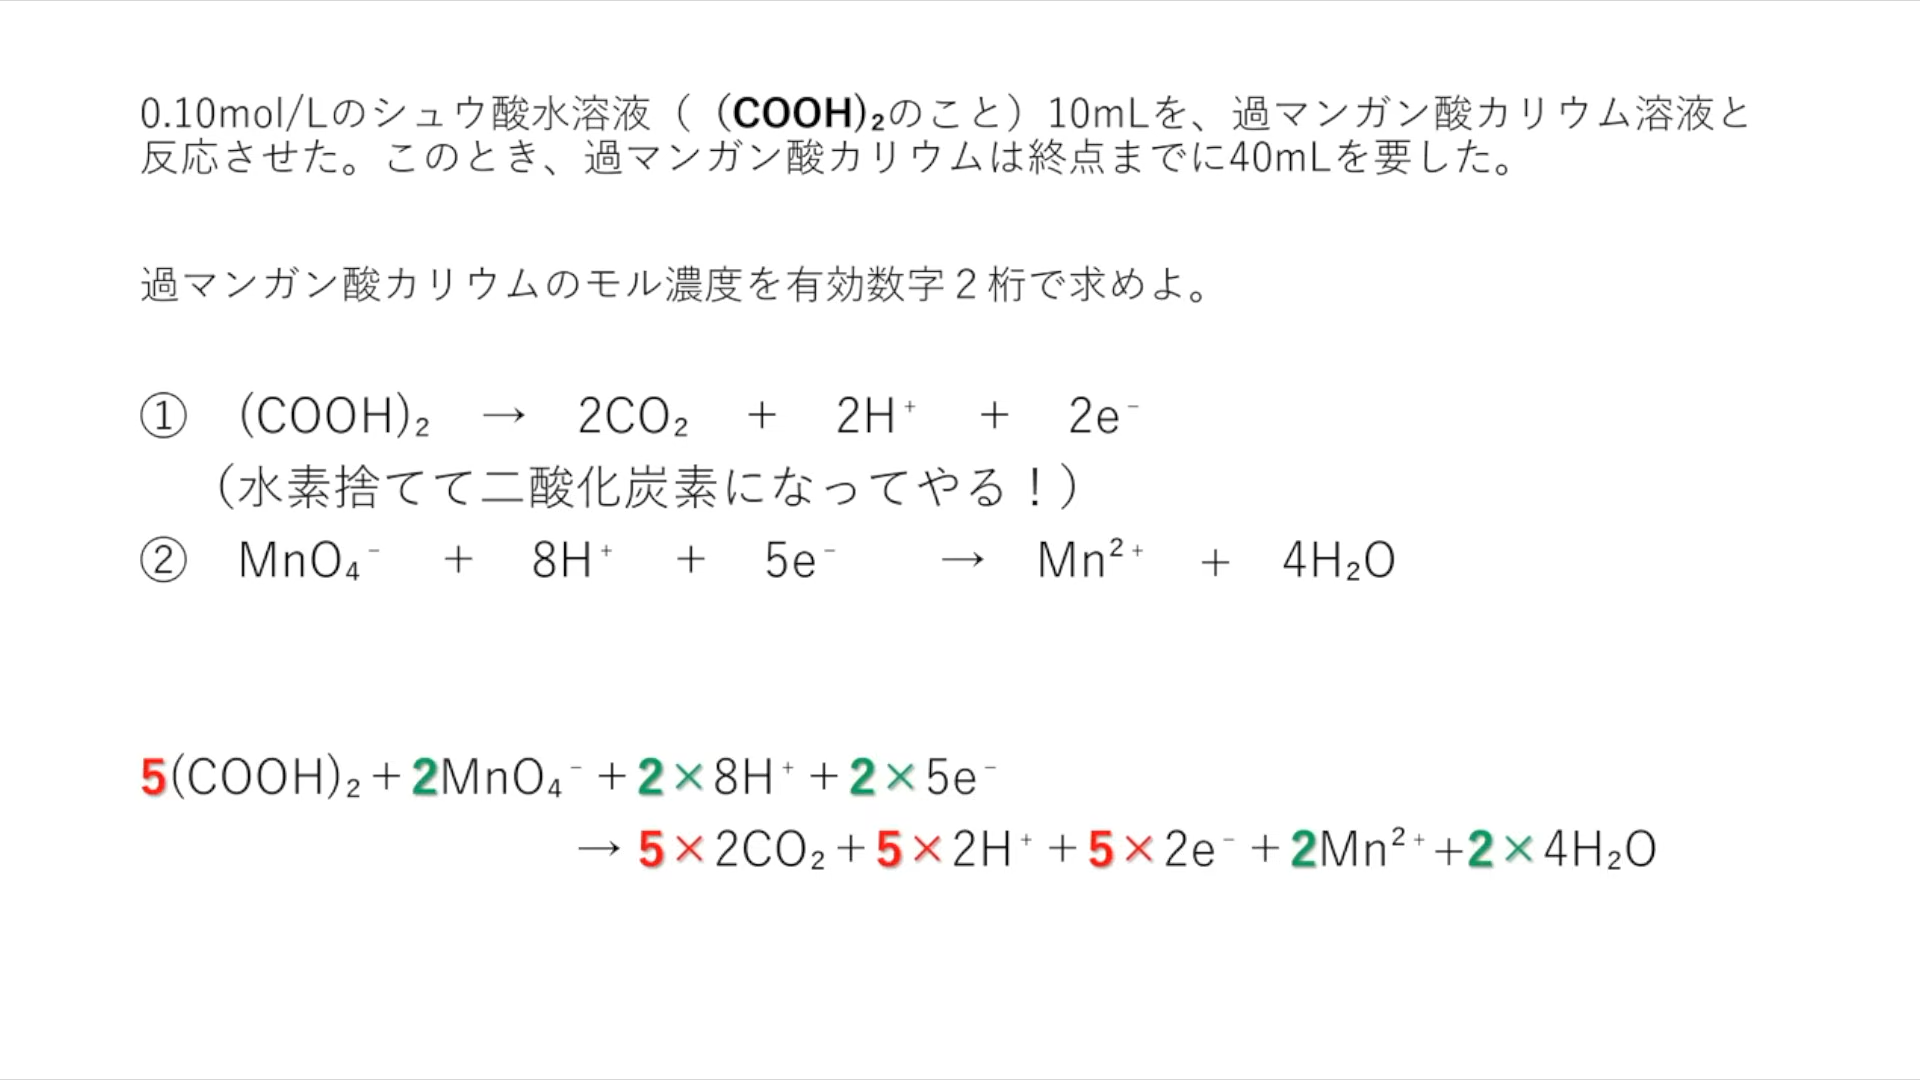 0.10mol/Lのシュウ酸水溶液（（COOH)₂のこと）10mLを、過マンガン酸カリウム溶液と
反応させた。このとき、過マンガン酸カリウムは終点までに40mLを要した。
過マンガン酸カリウムのモル濃度を有効数字２桁で求めよ。
① (COOH)₂ → 2CO₂ + 2H⁺ + 2e⁻
（水素捨てて二酸化炭素になってやる！）
② MnO₄⁻ + 8H⁺ + 5e⁻ → Mn²⁺ + 4H₂O
5(COOH)₂+2MnO₄⁻+2×8H⁺+2×5e⁻
→5×2CO₂+5×2H⁺+5×2e⁻+2Mn²⁺+2×4H₂O